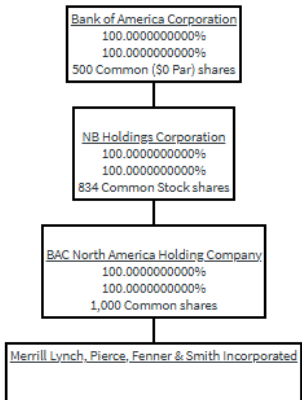 Bank of America Corporation
100.0000000000%
100.0000000000%
500 Common ($0 Par) shares
NB Holdings Corporation
100.0000000000%
100.0000000000%
834 Common Stock shares
BAC North America Holding Company
100.0000000000%
100.0000000000%
1,000 Common shares
Merrill Lynch, Pierce, Fenner & Smith Incorporated